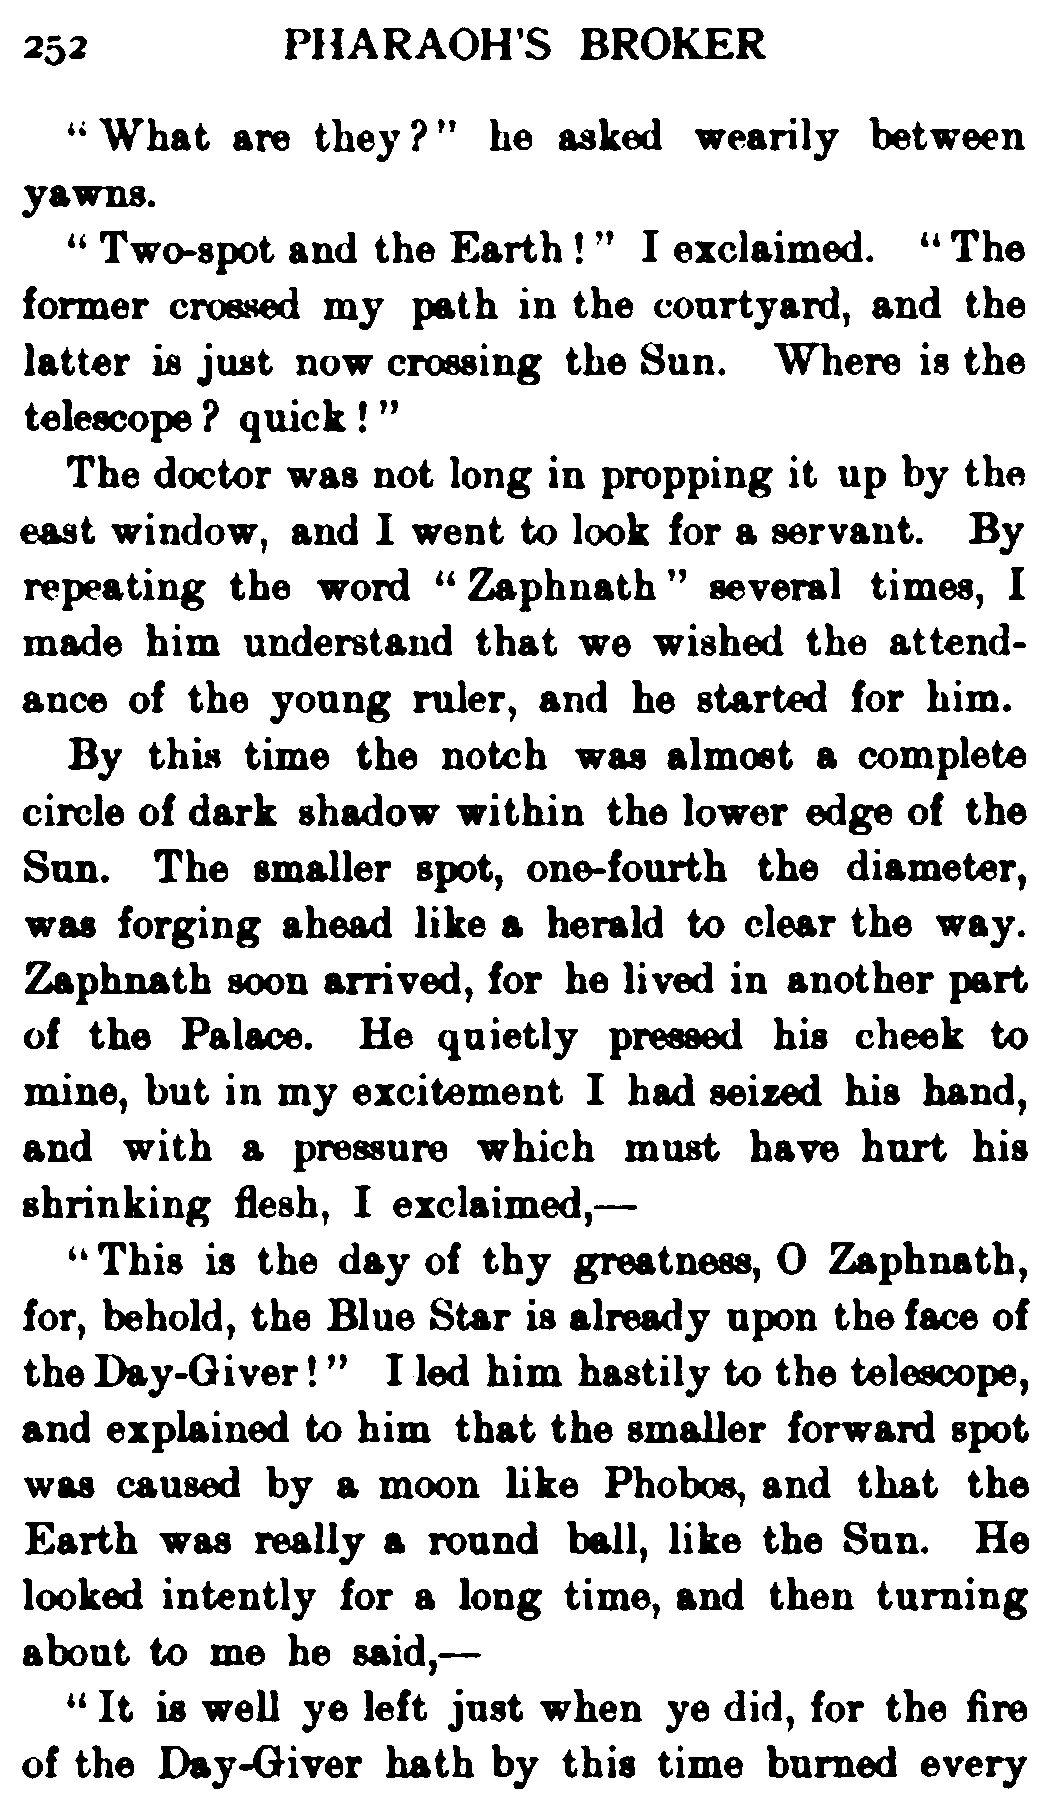 252 PHARAOH'S BROKER
"What are they?" he asked wearily between
yawns.
"Two-spot and the Earth!" I exclaimed. "The
former crossed my path in the courtyard, and the
latter is just now crossing the Sun. Where is the
telescope? quick!"
The doctor was not long in propping it up by the
east window, and I went to look for a servant. By
repeating the word "Zaphnath" several times, I
made him understand that we wished the attend-
ance of the young ruler, and he started for him.
By this time the notch was almost a complete
circle of dark shadow within the lower edge of the
Sun. The smaller spot, one-fourth the diameter,
was forging ahead like a herald to clear the way.
Zaphnath soon arrived, for he lived in another part
of the Palace. He quietly pressed his cheek to
mine, but in my excitement I had seized his hand,
and with a pressure which must have hurt his
shrinking flesh, I exclaimed,—
"This is the day of thy greatness, O Zaphnath,
for, behold, the Blue Star is already upon the face of
the Day-Giver!" I led him hastily to the telescope,
and explained to him that the smaller forward spot
was caused by a moon like Phobos, and that the
Earth was really a round ball, like the Sun. He
looked intently for a long time, and then turning
about to me he said,—
"It is well ye left just when ye did, for the fire
of the Day-Giver hath by this time burned every